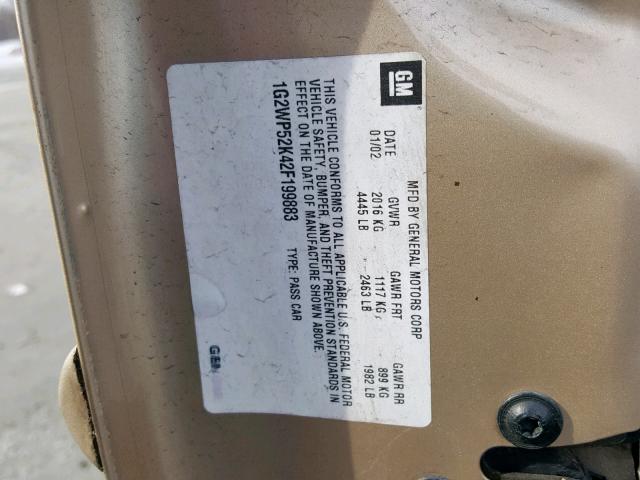 GM
MFD BY GENERAL MOTORS CORP
DATE GVWR GAWR FRT GAWR RR
01/02 2016 KG 1117 KG 899 KG
4445 LB 2463 LB 1982 LB
THIS VEHICLE CONFORMS TO ALL APPLICABLE U.S. FEDERAL MOTOR
VEHICLE SAFETY, BUMPER, AND THEFT PREVENTION STANDARDS IN
EFFECT ON THE DATE OF MANUFACTURE SHOWN ABOVE.
1G2WP52K42F199883 TYPE: PASS CAR